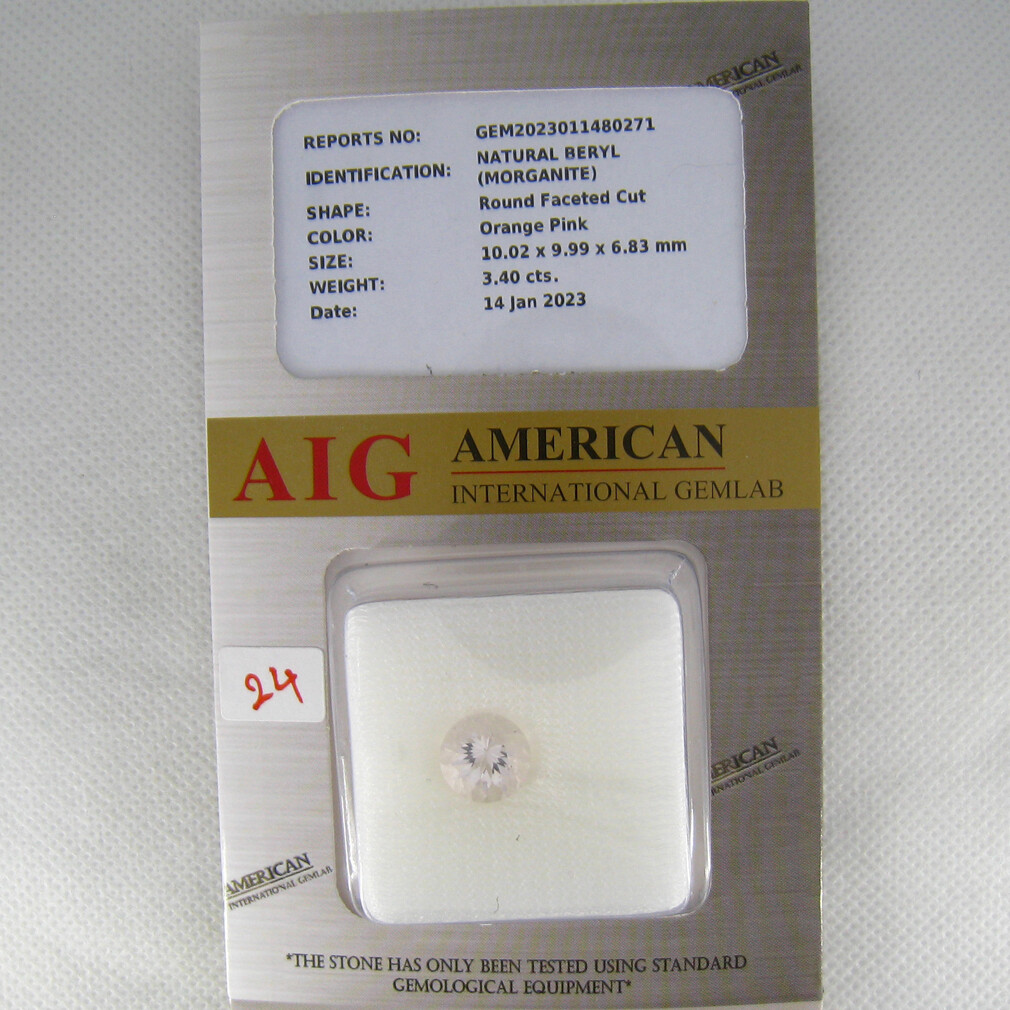 AMERICAN
REPORTS NO: GEM2023011480271
IDENTIFICATION: NATURAL BERYL
(MORGANITE)
SHAPE: Round Faceted Cut
COLOR: Orange Pink
SIZE: 10.02 x 9.99 x 6.83 mm
WEIGHT: 3.40 cts.
Date: 14 Jan 2023
AIG
AMERICAN
INTERNATIONAL GEMLAB
24
AMERICAN
INTERNATIONAL GEMLAB
*THE STONE HAS ONLY BEEN TESTED USING STANDARD
GEMOLOGICAL EQUIPMENT*